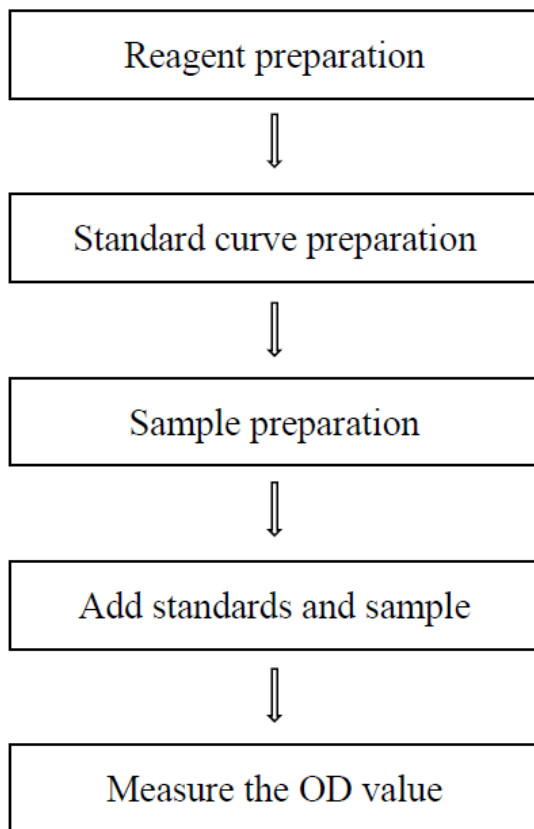 Reagent preparation
Standard curve preparation
Sample preparation
Add standards and sample
Measure the OD value